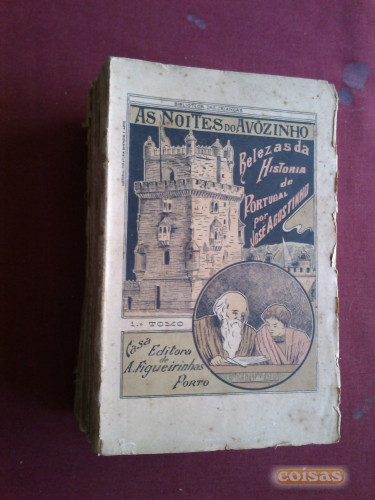 AS NOITES DO AVÔZINHO
Belezas da
HISTORIA
de
PORTUGAL
por
JOSÉ AGOSTINHO
1.º TOMO
Casa
Editora
de
A. Figueirinhas
PORTO
coisas